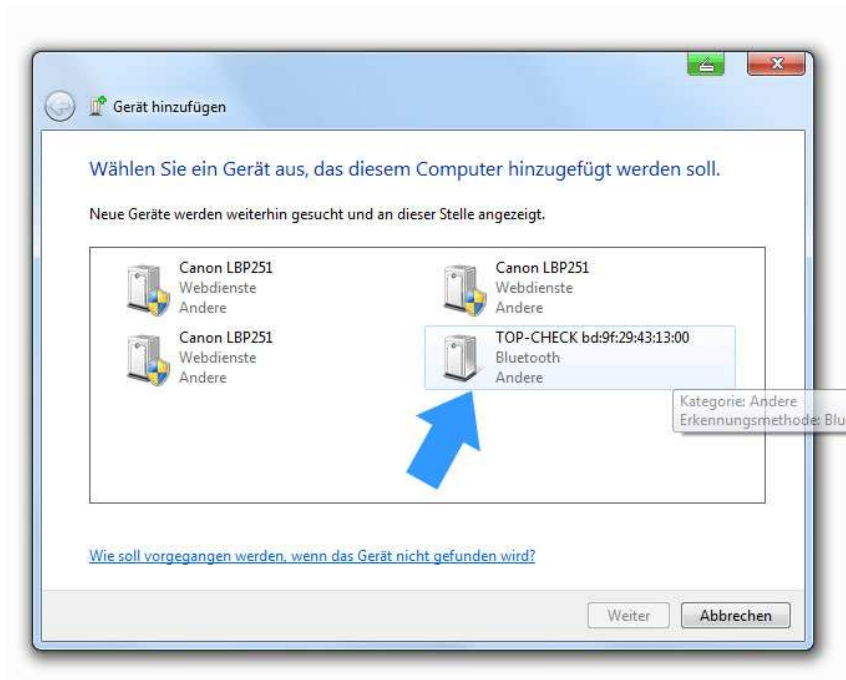 Gerät hinzufügen
Wählen Sie ein Gerät aus, das diesem Computer hinzugefügt werden soll.
Neue Geräte werden weiterhin gesucht und an dieser Stelle angezeigt.
Canon LBP251
Webdienste
Andere
Canon LBP251
Webdienste
Andere
Canon LBP251
Webdienste
Andere
TOP-CHECK bd:9f:29:43:13:00
Bluetooth
Andere
Kategorie: Andere
Erkennungsmethode: Blu
Wie soll vorgegangen werden, wenn das Gerät nicht gefunden wird?
Weiter
Abbrechen